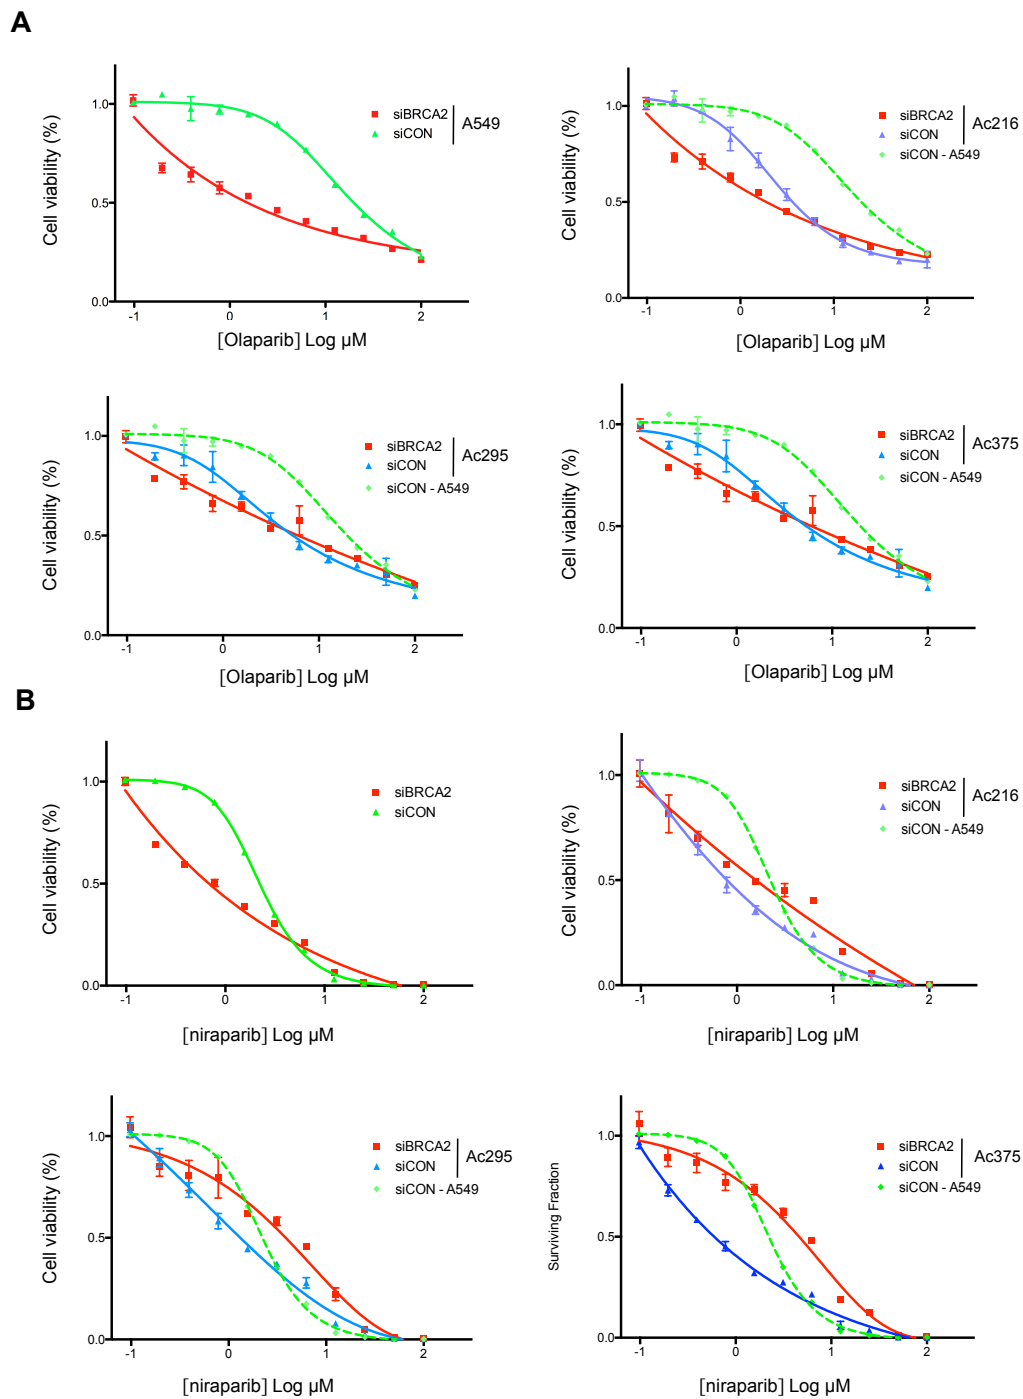 A
Cell viability (%)
1.0
0.5
0.0
-1 0 1 2
[Olaparib] Log µM
siBRCA2
siCON
A549
Cell viability (%)
1.0
0.5
0.0
-1 0 1 2
[Olaparib] Log µM
siBRCA2
siCON
siCON - A549
Ac216
Cell viability (%)
1.0
0.5
0.0
-1 0 1 2
[Olaparib] Log µM
siBRCA2
siCON
siCON - A549
Ac295
Cell viability (%)
1.0
0.5
0.0
-1 0 1 2
[Olaparib] Log µM
siBRCA2
siCON
siCON - A549
Ac375
B
Cell viability (%)
1.0
0.5
0.0
-1 0 1 2
[niraparib] Log µM
siBRCA2
siCON
Cell viability (%)
1.0
0.5
0.0
-1 0 1 2
[niraparib] Log µM
siBRCA2
siCON
siCON - A549
Ac216
Cell viability (%)
1.0
0.5
0.0
-1 0 1 2
[niraparib] Log µM
siBRCA2
siCON
siCON - A549
Ac295
Surviving Fraction
1.0
0.5
0.0
-1 0 1 2
[niraparib] Log µM
siBRCA2
siCON
siCON - A549
Ac375